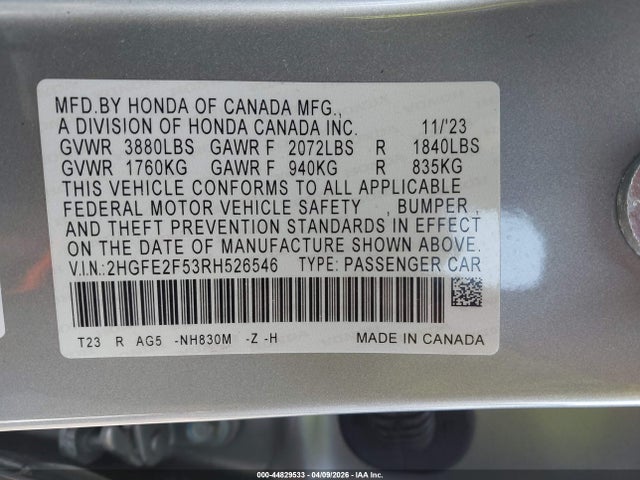 MFD.BY HONDA OF CANADA MFG.,
A DIVISION OF HONDA CANADA INC. 11/'23
GVWR 3880LBS GAWR F 2072LBS R 1840LBS
GVWR 1760KG GAWR F 940KG R 835KG
THIS VEHICLE CONFORMS TO ALL APPLICABLE
FEDERAL MOTOR VEHICLE SAFETY , BUMPER ,
AND THEFT PREVENTION STANDARDS IN EFFECT
ON THE DATE OF MANUFACTURE SHOWN ABOVE.
V.I.N.:2HGFE2F53RH526546 TYPE: PASSENGER CAR
T23 R AG5 -NH830M -Z -H MADE IN CANADA
000-44829533 - 04/09/2026 - IAA Inc.